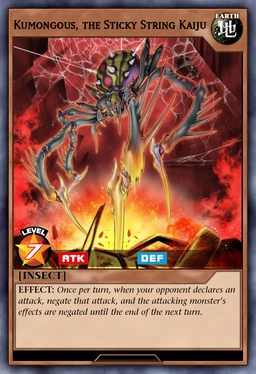 Kumongous, the Sticky String Kaiju
EARTH
地
LEVEL
7
ATK
DEF
[INSECT]
EFFECT: Once per turn, when your opponent declares an
attack, negate that attack, and the attacking monster's
effects are negated until the end of the next turn.